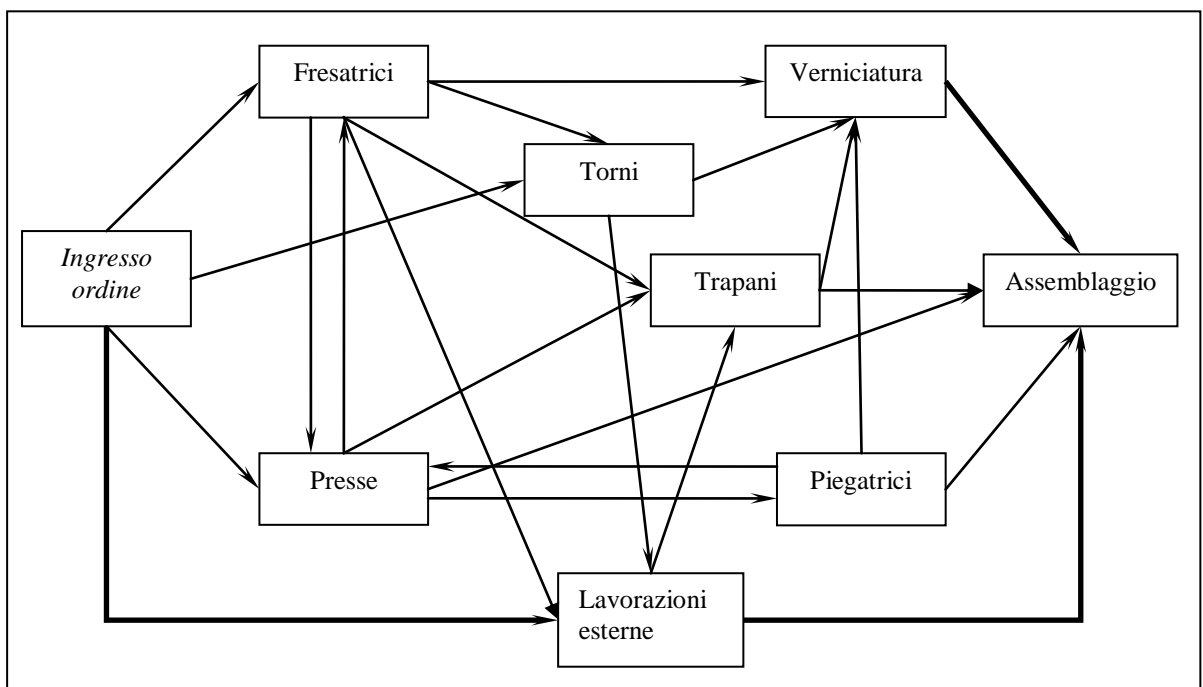 Fresatrici
Verniciatura
Torni
Ingresso
ordine
Trapani
Assemblaggio
Presse
Piegatrici
Lavorazioni
esterne